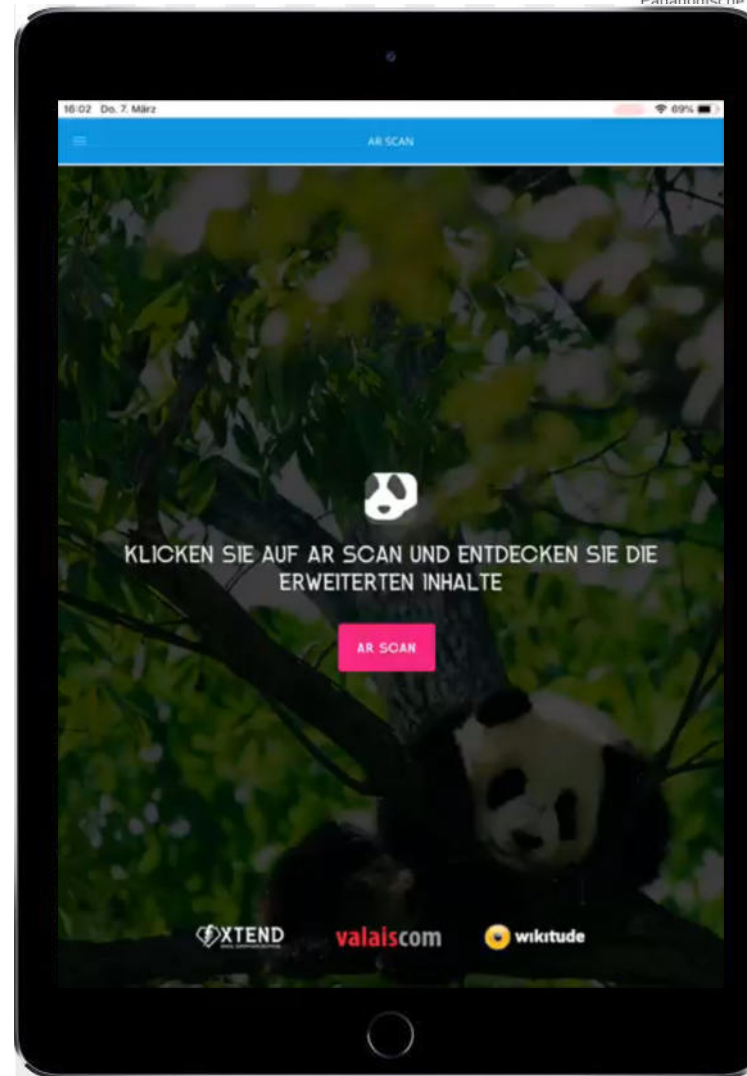 16:02 Do. 7. März
69%
AR SCAN
KLICKEN SIE AUF AR SCAN UND ENTDECKEN SIE DIE
ERWEITERTEN INHALTE
AR SCAN
XTEND
valaiscom
wikitude